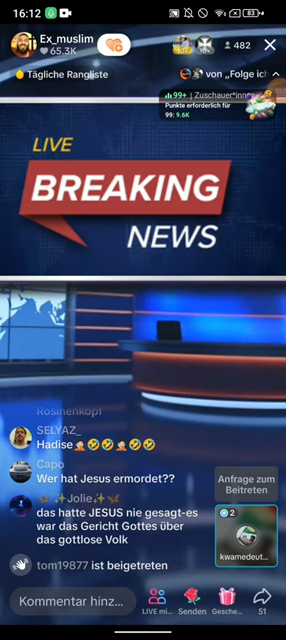 16:12
83
Ex_muslim
65.3K
482
Tägliche Rangliste
von „Folge ich
99+ | Zuschauer*innen
Punkte erforderlich für
99: 9.6K
LIVE
BREAKING
NEWS
Rosinenkopf
SELYAZ_
Hadise🤦🏼🤣🤣🤦🏼🤣🤣
Capo
Wer hat Jesus ermordet??
🦋✨Jolie✨🦋
das hatte JESUS nie gesagt-es
war das Gericht Gottes über
das gottlose Volk
Anfrage zum
Beitreten
2
kwamedeut...
tom19877 ist beigetreten
Kommentar hinz...
LIVE mi...
Senden
Gesche...
51